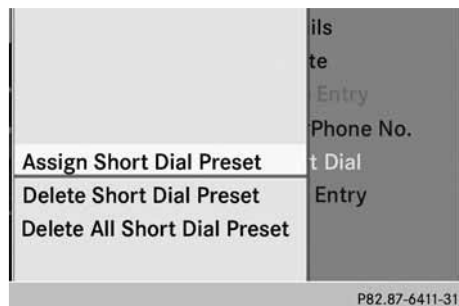 ils
te
Entry
Phone No.
Assign Short Dial Preset t Dial
Delete Short Dial Preset Entry
Delete All Short Dial Preset
P82.87-6411-31